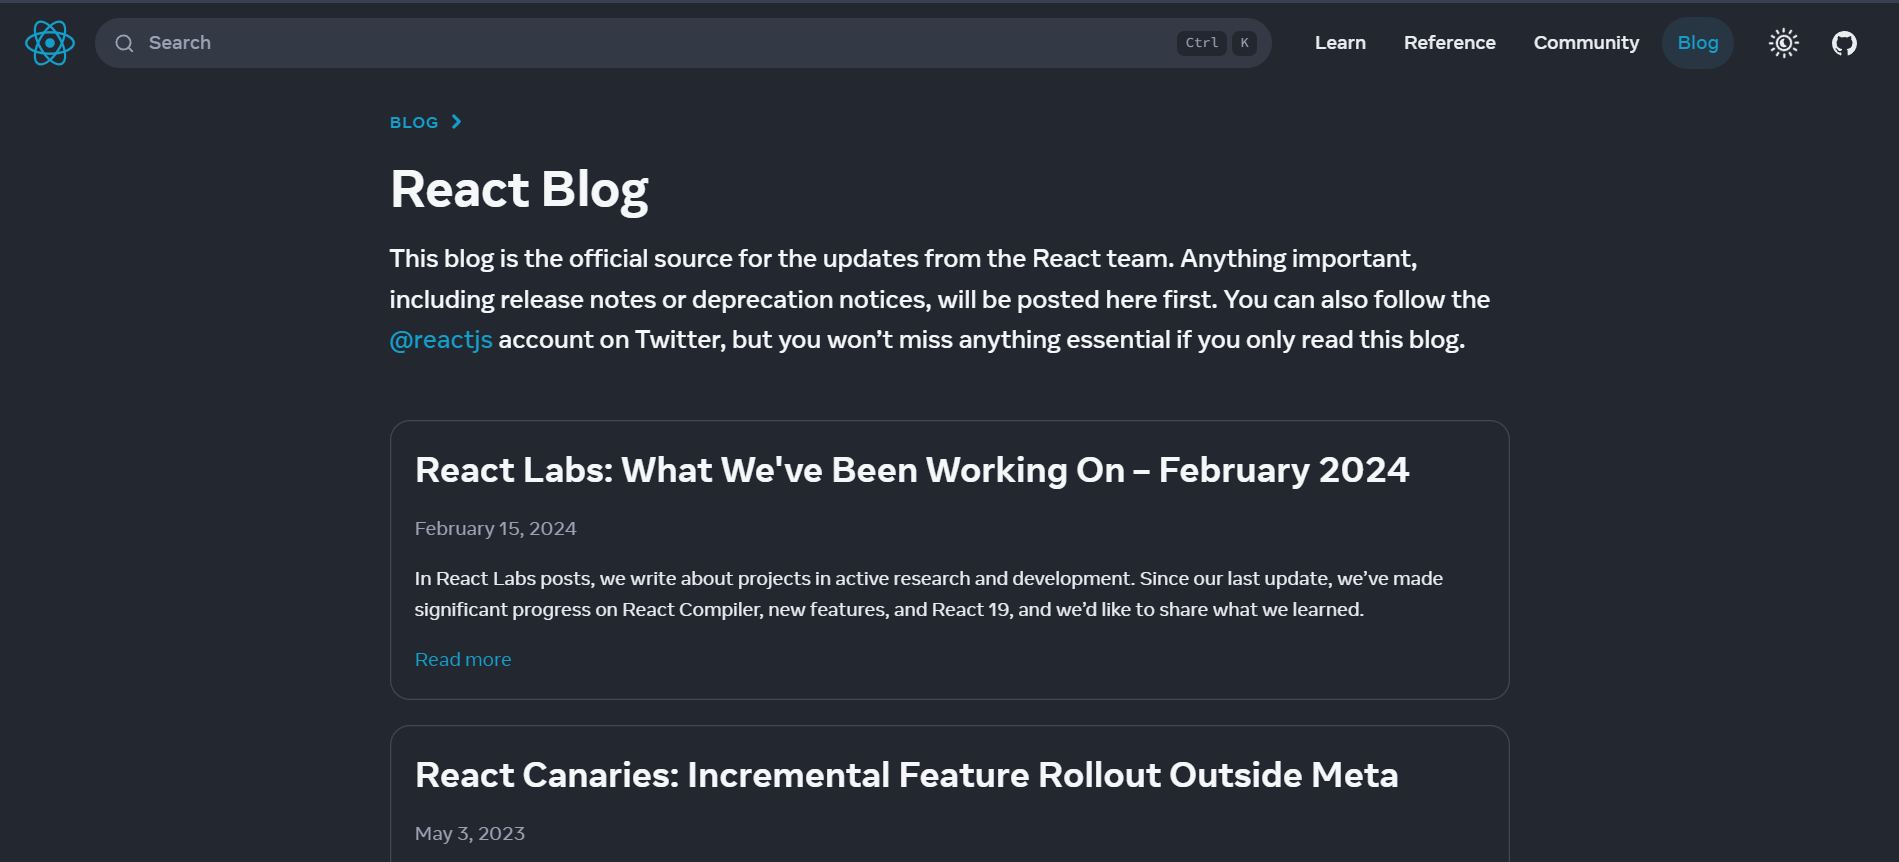 Search
Ctrl K
Learn
Reference
Community
Blog
BLOG
React Blog
This blog is the official source for the updates from the React team. Anything important,
including release notes or deprecation notices, will be posted here first. You can also follow the
@reactjs account on Twitter, but you won’t miss anything essential if you only read this blog.
React Labs: What We've Been Working On – February 2024
February 15, 2024
In React Labs posts, we write about projects in active research and development. Since our last update, we’ve made
significant progress on React Compiler, new features, and React 19, and we’d like to share what we learned.
Read more
React Canaries: Incremental Feature Rollout Outside Meta
May 3, 2023